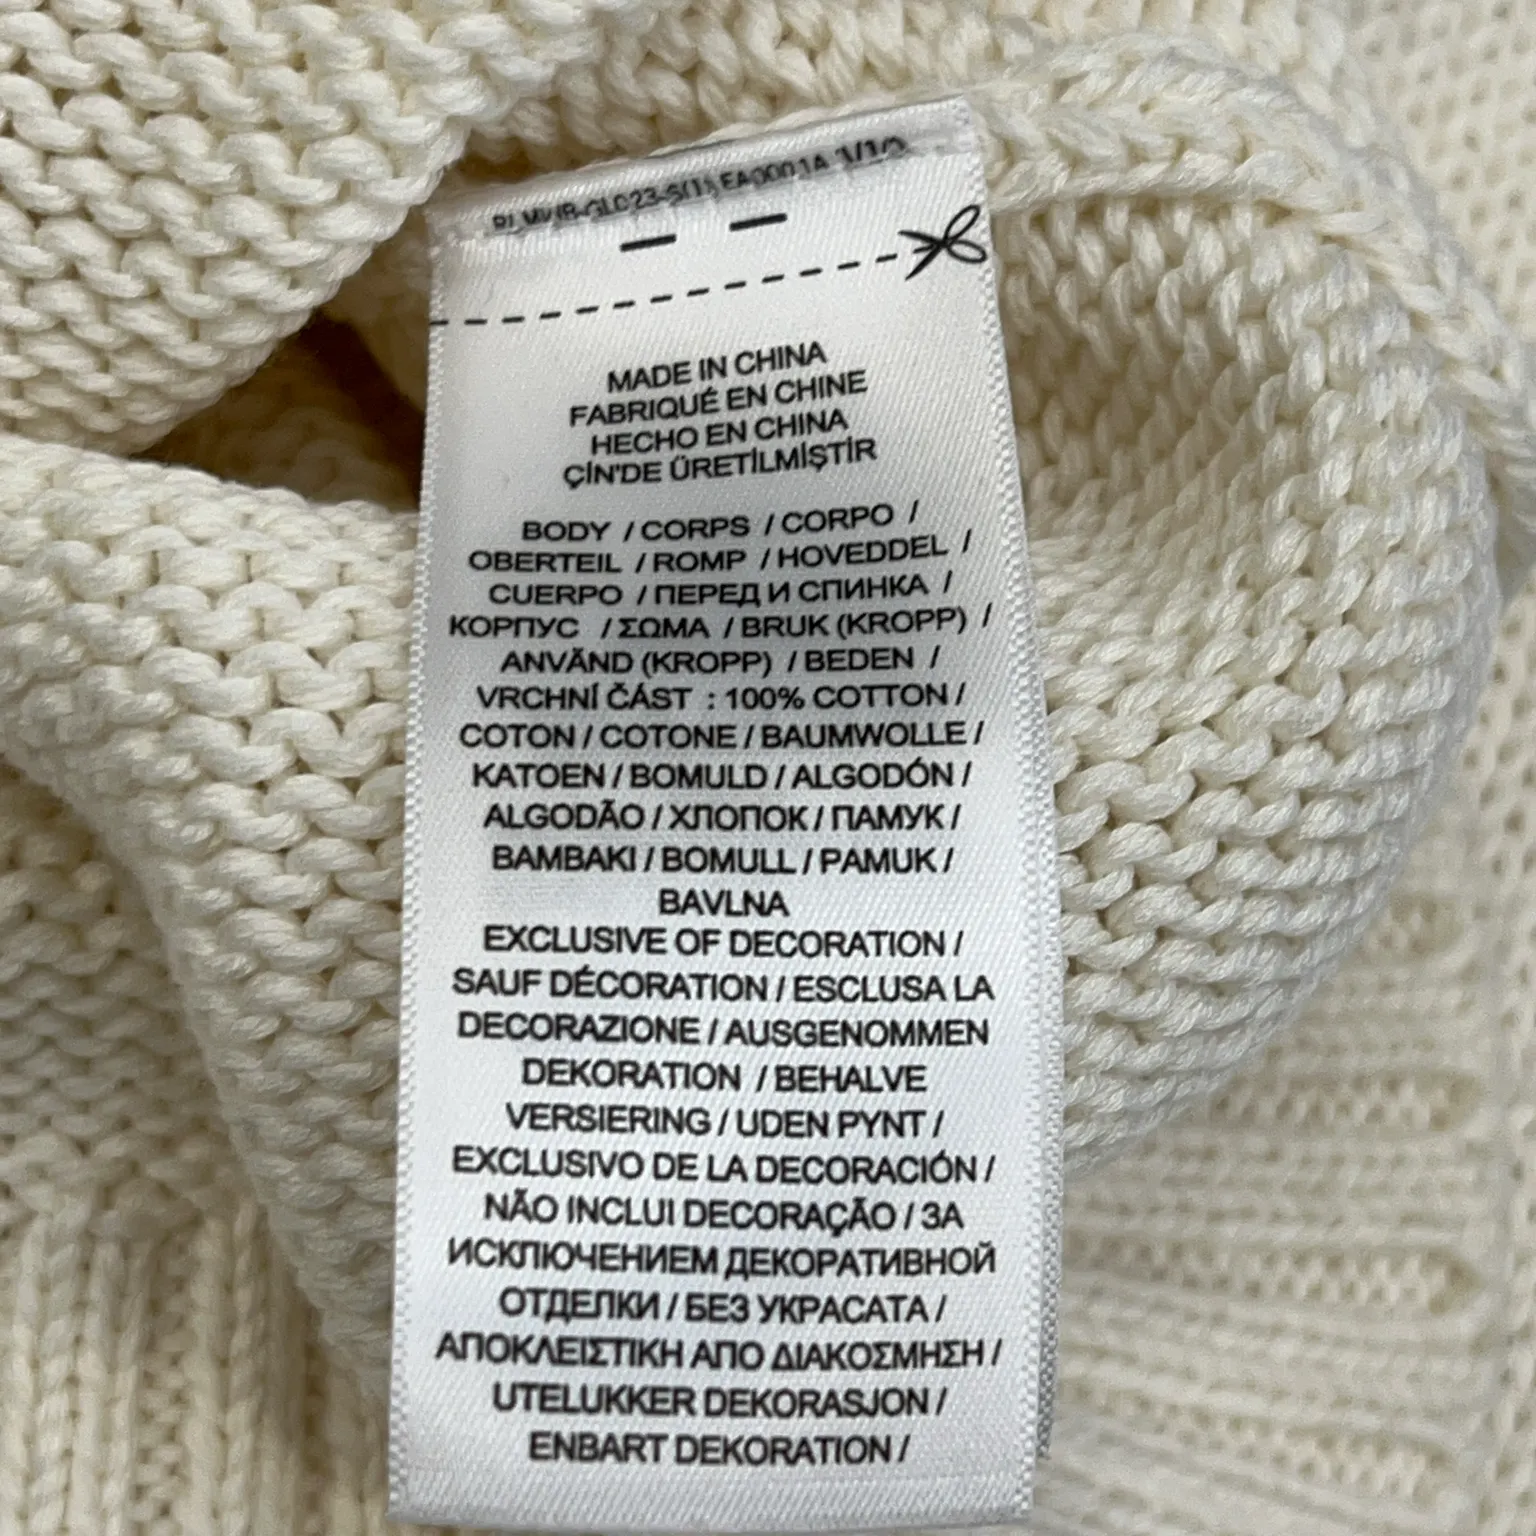 EA0001A 1/1/3
MADE IN CHINA
FABRIQUÉ EN CHINE
HECHO EN CHINA
ÇİN'DE ÜRETİLMİŞTİR
BODY / CORPS / CORPO /
OBERTEIL / ROMP / HOVEDDEL /
CUERPO / ПЕРЕД И СПИНКА /
КОРПУС / ΣΩΜΑ / BRUK (KROPP) /
ANVÄND (KROPP) / BEDEN /
VRCHNÍ ČÁST : 100% COTTON /
COTON / COTONE / BAUMWOLLE /
KATOEN / BOMULD / ALGODÓN /
ALGODÃO / ХЛОПОК / ПАМУК /
BAMBAKI / BOMULL / PAMUK /
BAVLNA
EXCLUSIVE OF DECORATION /
SAUF DÉCORATION / ESCLUSA LA
DECORAZIONE / AUSGENOMMEN
DEKORATION / BEHALVE
VERSIERING / UDEN PYNT /
EXCLUSIVO DE LA DECORACIÓN /
NÃO INCLUI DECORAÇÃO / ЗА
ИСКЛЮЧЕНИЕМ ДЕКОРАТИВНОЙ
ОТДЕЛКИ / БЕЗ УКРАСАТА /
ΑΠΟΚΛΕΙΣΤΙΚΗ ΑΠΟ ΔΙΑΚΟΣΜΗΣΗ /
UTELUKKER DEKORASJON /
ENBART DEKORATION /